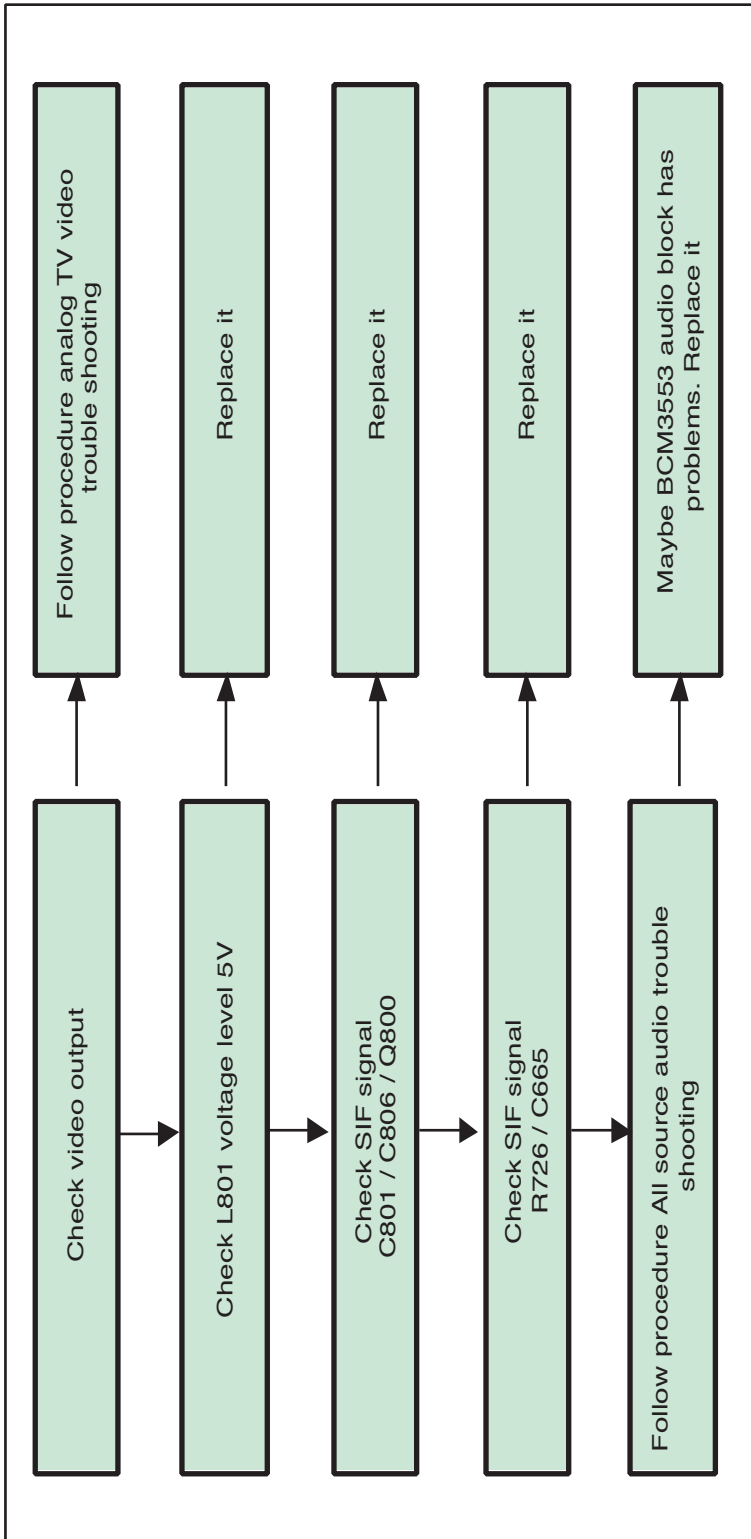 Check video output
Follow procedure analog TV video
trouble shooting
Check L801 voltage level 5V
Replace it
Check SIF signal
C801 / C806 / Q800
Replace it
Check SIF signal
R726 / C665
Replace it
Follow procedure All source audio trouble
shooting
Maybe BCM3553 audio block has
problems. Replace it